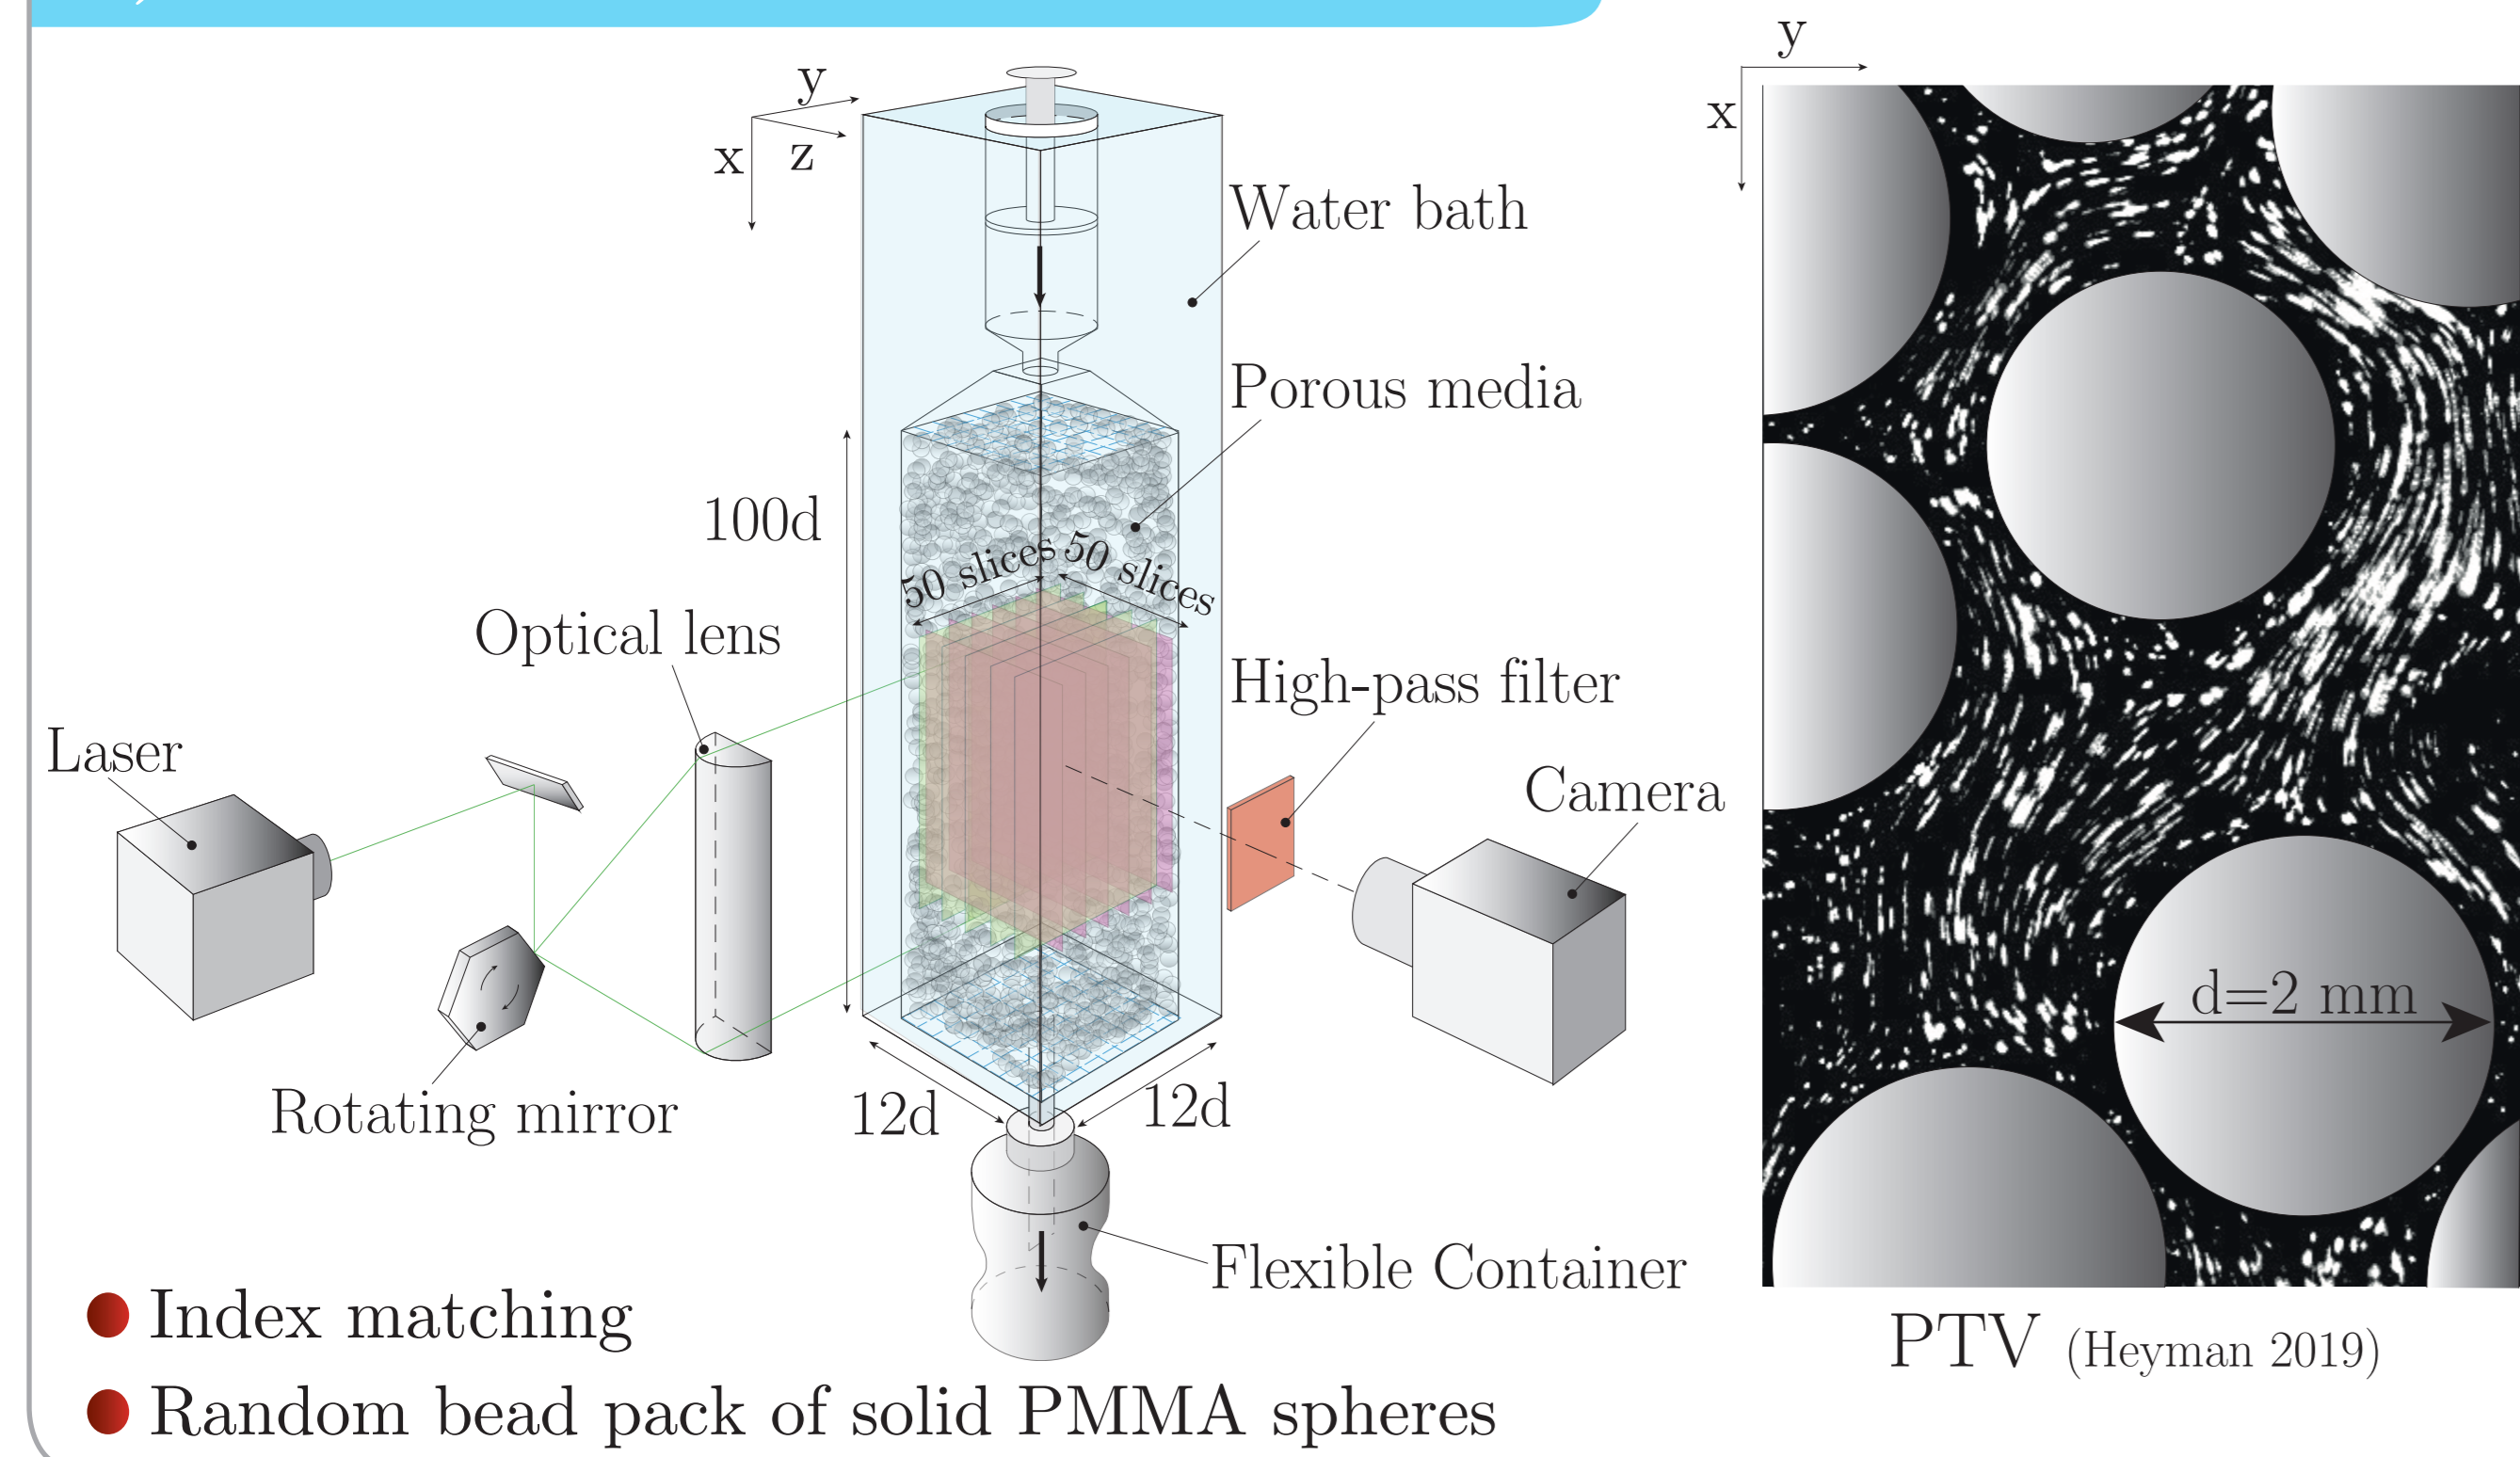 y
x
z
Water bath
Porous media
100d
50 slices
50 slices
Optical lens
High-pass filter
Laser
Camera
Rotating mirror
12d
12d
Flexible Container
Index matching
Random bead pack of solid PMMA spheres
y
x
d=2 mm
PTV (Heyman 2019)